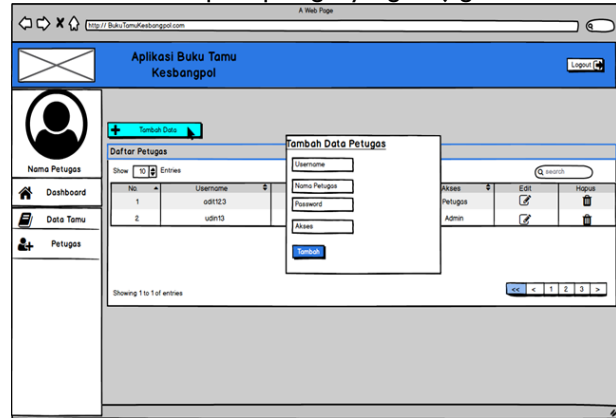 A Web Page
http:// BukuTamuKesbangpol.com
Aplikasi Buku Tamu
Kesbangpol
Logout
Nama Petugas
Dashboard
Data Tamu
Petugas
Tambah Data
Daftar Petugas
Show 10 Entries
search
No. Username Akses Edit Hapus
1 adit123 Petugas
2 udin13 Admin
Showing 1 to 1 of entries
<< < 1 2 3 >
Tambah Data Petugas
Username
Nama Petugas
Password
Akses
Tambah